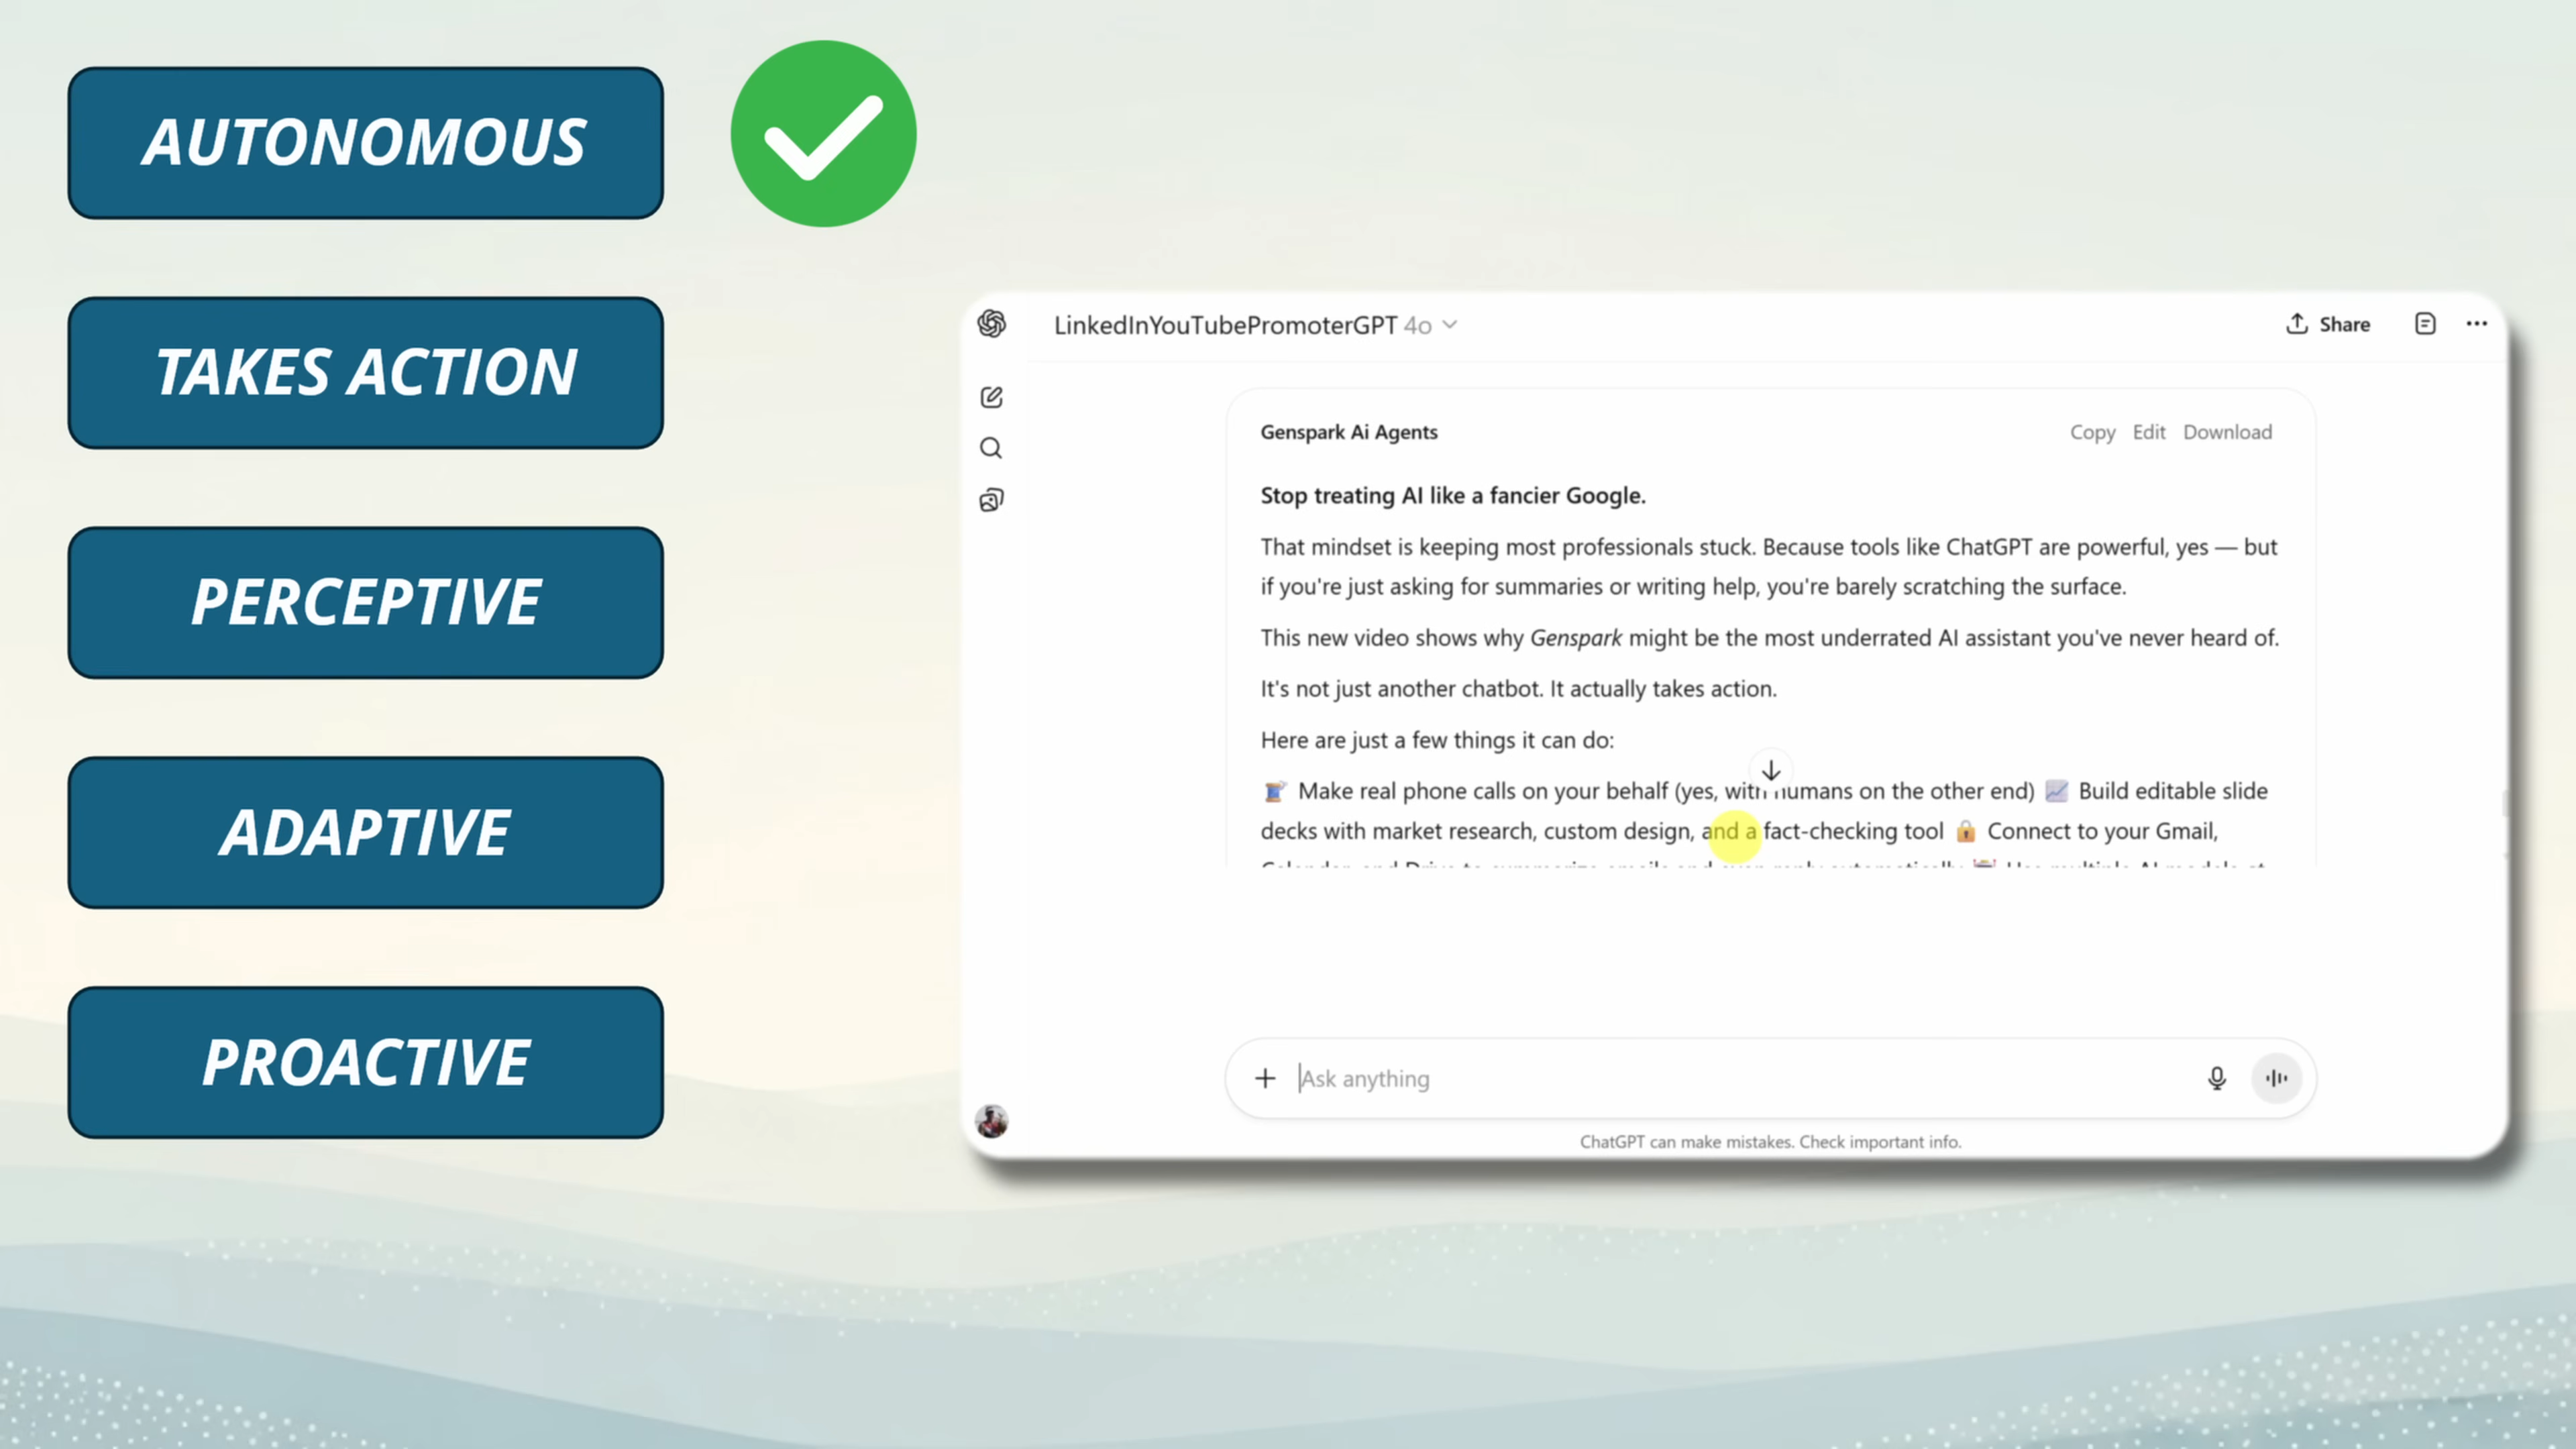 AUTONOMOUS
TAKES ACTION
PERCEPTIVE
ADAPTIVE
PROACTIVE
LinkedInYouTubePromoterGPT 4o
Share
Genspark Ai Agents
Copy Edit Download
Stop treating AI like a fancier Google.
That mindset is keeping most professionals stuck. Because tools like ChatGPT are powerful, yes — but
if you're just asking for summaries or writing help, you're barely scratching the surface.
This new video shows why Genspark might be the most underrated AI assistant you've never heard of.
It's not just another chatbot. It actually takes action.
Here are just a few things it can do:
Make real phone calls on your behalf (yes, with humans on the other end) 📈 Build editable slide
decks with market research, custom design, and a fact-checking tool 🔒 Connect to your Gmail,
Ask anything
ChatGPT can make mistakes. Check important info.